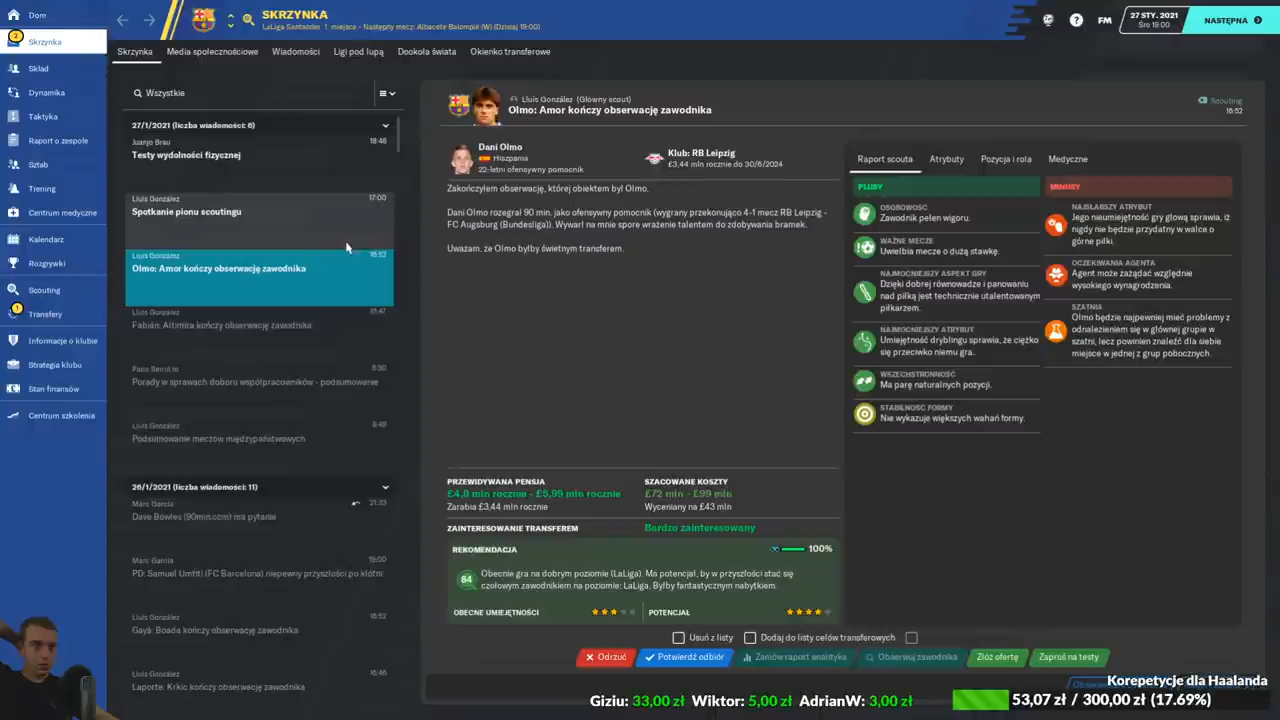 Dom
Skrzynka
Skład
Dynamika
Taktyka
Raport o zespole
Sztab
Trening
Centrum medyczne
Kalendarz
Rozgrywki
Scouting
Transfery
Informacje o klubie
Strategia klubu
Stan finansów
Centrum szkolenia
2
1
SKRZYNKA
LaLiga Santander 1. miejsce - Następny mecz: Albacete Balompié (W) (Dzisiaj 19:00)
FM
27 STY. 2021
Śro 19:00
NASTĘPNA
Skrzynka
Media społecznościowe
Wiadomości
Ligi pod lupą
Dookoła świata
Okienko transferowe
Wszystkie
27/1/2021 (liczba wiadomości: 6)
Juanjo Brau 18:48
Testy wydolności fizycznej
Lluís González 17:00
Spotkanie pionu scoutingu
Lluís González 16:52
Olmo: Amor kończy obserwację zawodnika
Lluís González 16:47
Fabián: Altimira kończy obserwację zawodnika
8:50
Porady w sprawach doboru współpracowników - podsumowanie
Lluís González 8:49
Podsumowanie meczów międzypaństwowych
26/1/2021 (liczba wiadomości: 11)
Marc García 21:33
Dave Bowles (90min.com) ma pytanie
Marc García 19:00
PD: Samuel Umtiti (FC Barcelona) niepewny przyszłości po kłótni
Lluís González 16:52
Gayà: Boada kończy obserwację zawodnika
Lluís González 16:46
Laporte: Krkic kończy obserwację zawodnika
Lluís González (Główny scout)
Olmo: Amor kończy obserwację zawodnika
Scouting
16:52
Dani Olmo
Hiszpania
22-letni ofensywny pomocnik
Klub: RB Leipzig
£3,44 mln rocznie do 30/6/2024
Zakończyłem obserwację, której obiektem był Olmo.
Dani Olmo rozegrał 90 min. jako ofensywny pomocnik (wygrany przekonująco 4-1 mecz RB Leipzig -
FC Augsburg (Bundesliga)). Wywarł na mnie spore wrażenie talentem do zdobywania bramek.
Uważam, że Olmo byłby świetnym transferem.
PRZEWIDYWANA PENSJA
£4,8 mln rocznie - £5,99 mln rocznie
Zarabia £3,44 mln rocznie
SZACOWANE KOSZTY
£72 mln - £99 mln
Wyceniany na £43 mln
ZAINTERESOWANIE TRANSFEREM
Bardzo zainteresowany
REKOMENDACJA
100%
84
Obecnie gra na dobrym poziomie (LaLiga). Ma potencjał, by w przyszłości stać się
czołowym zawodnikiem na poziomie: LaLiga. Byłby fantastycznym nabytkiem.
OBECNE UMIEJĘTNOŚCI
POTENCJAŁ
Raport scouta
Atrybuty
Pozycja i rola
Medyczne
PLUSY
OSOBOWOŚĆ
Zawodnik pełen wigoru.
WAŻNE MECZE
Uwielbia mecze o dużą stawkę.
NAJMOCNIEJSZY ASPEKT GRY
Dzięki dobrej równowadze i panowaniu
nad piłką jest technicznie utalentowanym
piłkarzem.
NAJMOCNIEJSZY ATRYBUT
Umiejętność dryblingu sprawia, że ciężko
się przeciwko niemu gra.
WSZECHSTRONNOŚĆ
Ma parę naturalnych pozycji.
STABILNOŚĆ FORMY
Nie wykazuje większych wahań formy.
MINUSY
NAJSŁABSZY ATRYBUT
Jego nieumiejętność gry głową sprawia, iż
nigdy nie będzie przydatny w walce o
górne piłki.
OCZEKIWANIA AGENTA
Agent może zażądać względnie
wysokiego wynagrodzenia.
SZATNIA
Olmo będzie najpewniej mieć problemy z
odnalezieniem się w głównej grupie w
szatni, lecz powinien znaleźć dla siebie
miejsce w jednej z grup pobocznych.
Usuń z listy
Dodaj do listy celów transferowych
Odrzuć
Potwierdź odbiór
Zamów raport analityka
Obserwuj zawodnika
Złóż ofertę
Zaproś na testy
Korepetycje dla Haalanda
Giziu: 33,00 zł Wiktor: 5,00 zł AdrianW: 3,00 zł
53,07 zł / 300,00 zł (17.69%)